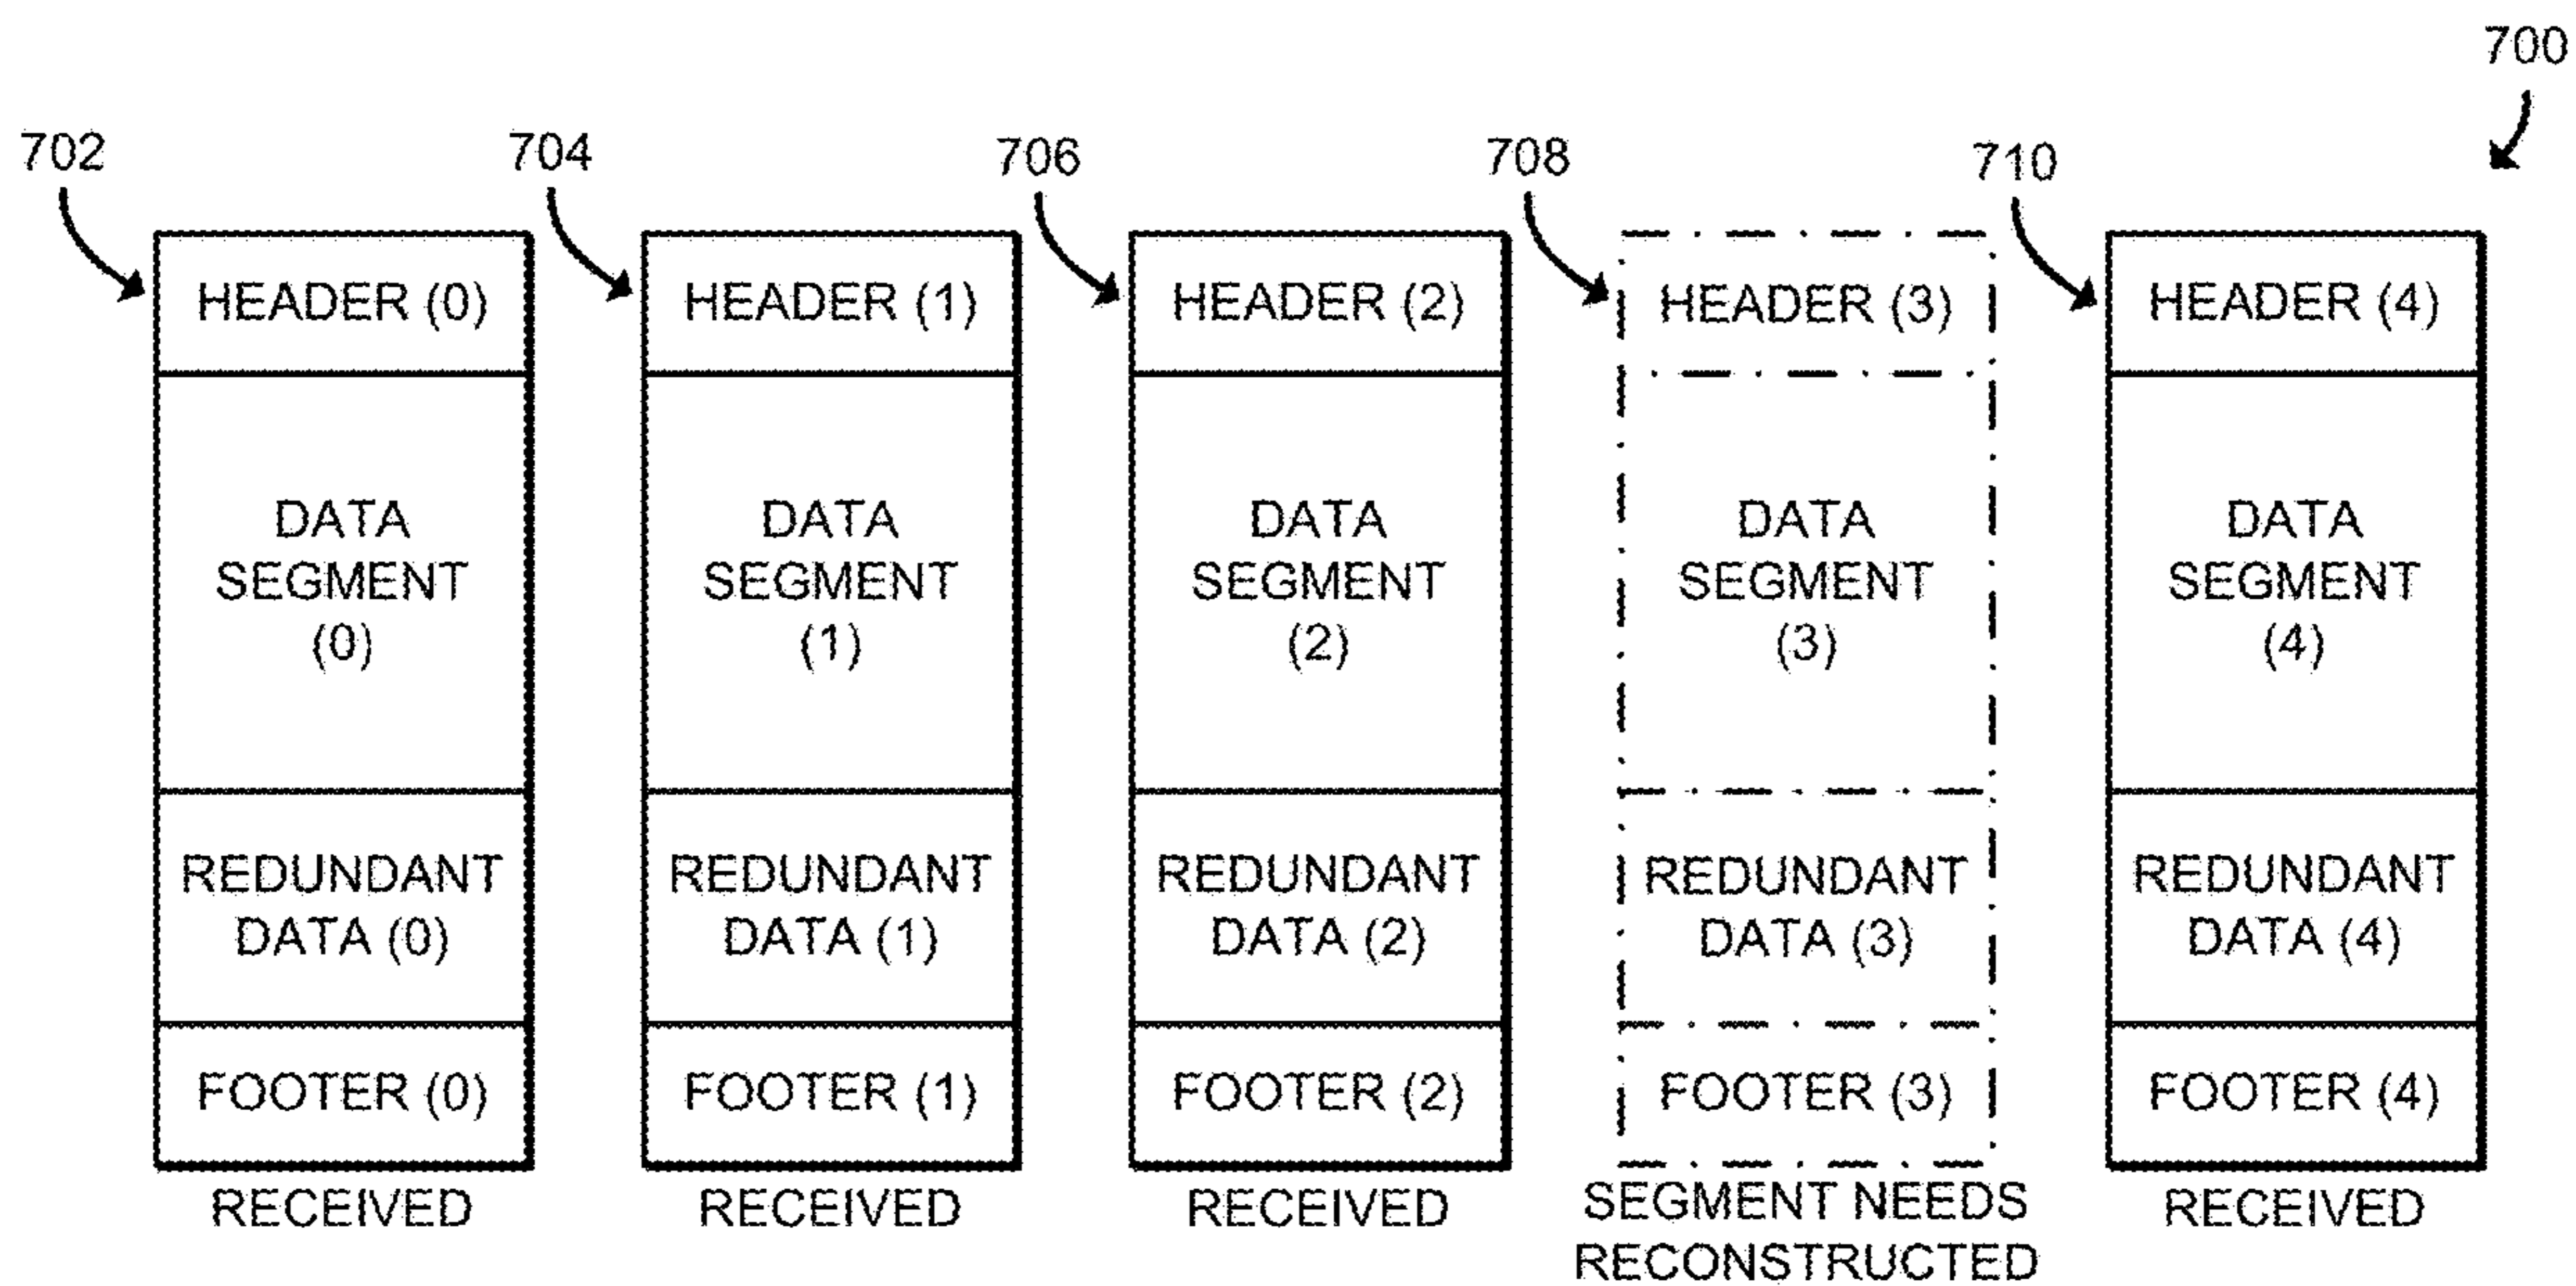 700
702
704
706
708
710
HEADER (0)
HEADER (1)
HEADER (2)
HEADER (3)
HEADER (4)
DATA
SEGMENT
(0)
DATA
SEGMENT
(1)
DATA
SEGMENT
(2)
DATA
SEGMENT
(3)
DATA
SEGMENT
(4)
REDUNDANT
DATA (0)
REDUNDANT
DATA (1)
REDUNDANT
DATA (2)
REDUNDANT
DATA (3)
REDUNDANT
DATA (4)
FOOTER (0)
FOOTER (1)
FOOTER (2)
FOOTER (3)
FOOTER (4)
RECEIVED
RECEIVED
RECEIVED
SEGMENT NEEDS
RECONSTRUCTED
RECEIVED